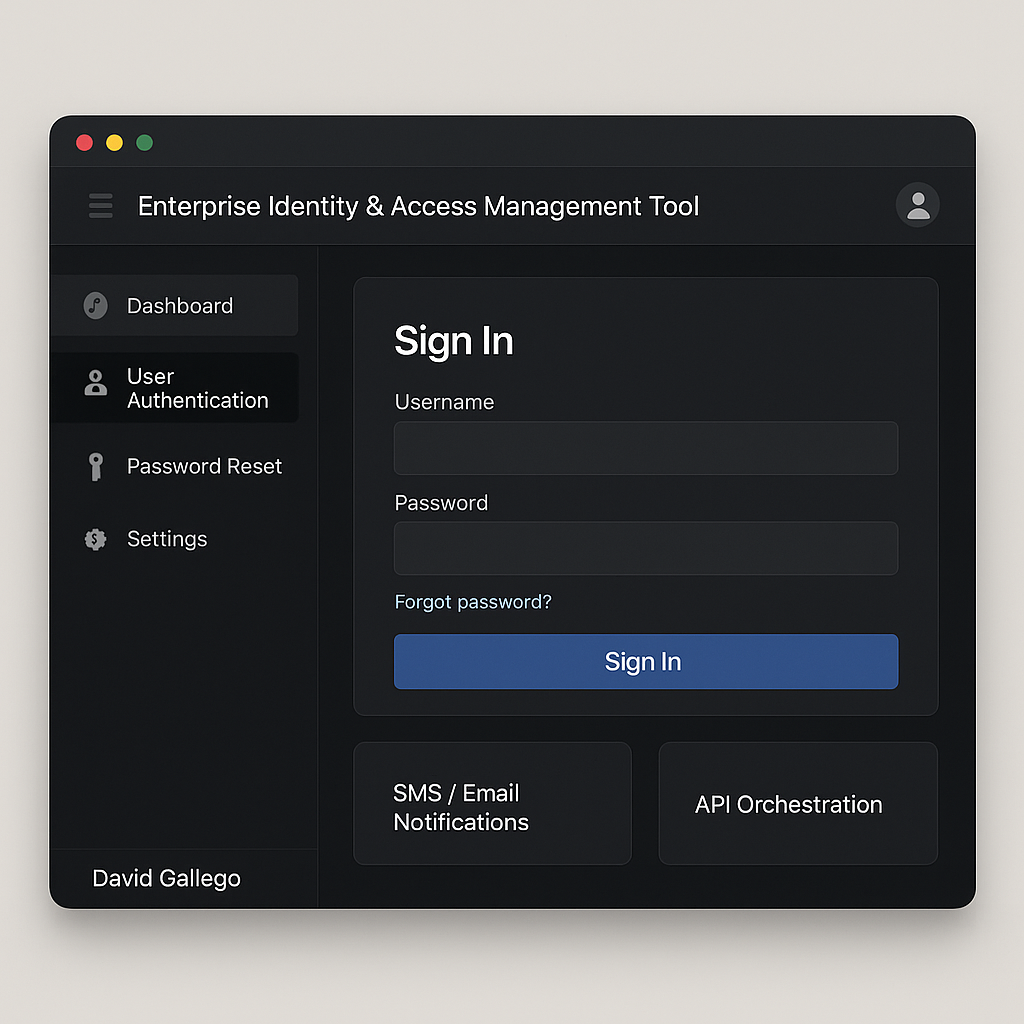 Enterprise Identity & Access Management Tool
Dashboard
User
Authentication
Password Reset
Settings
David Gallego
Sign In
Username
Password
Forgot password?
Sign In
SMS / Email
Notifications
API Orchestration